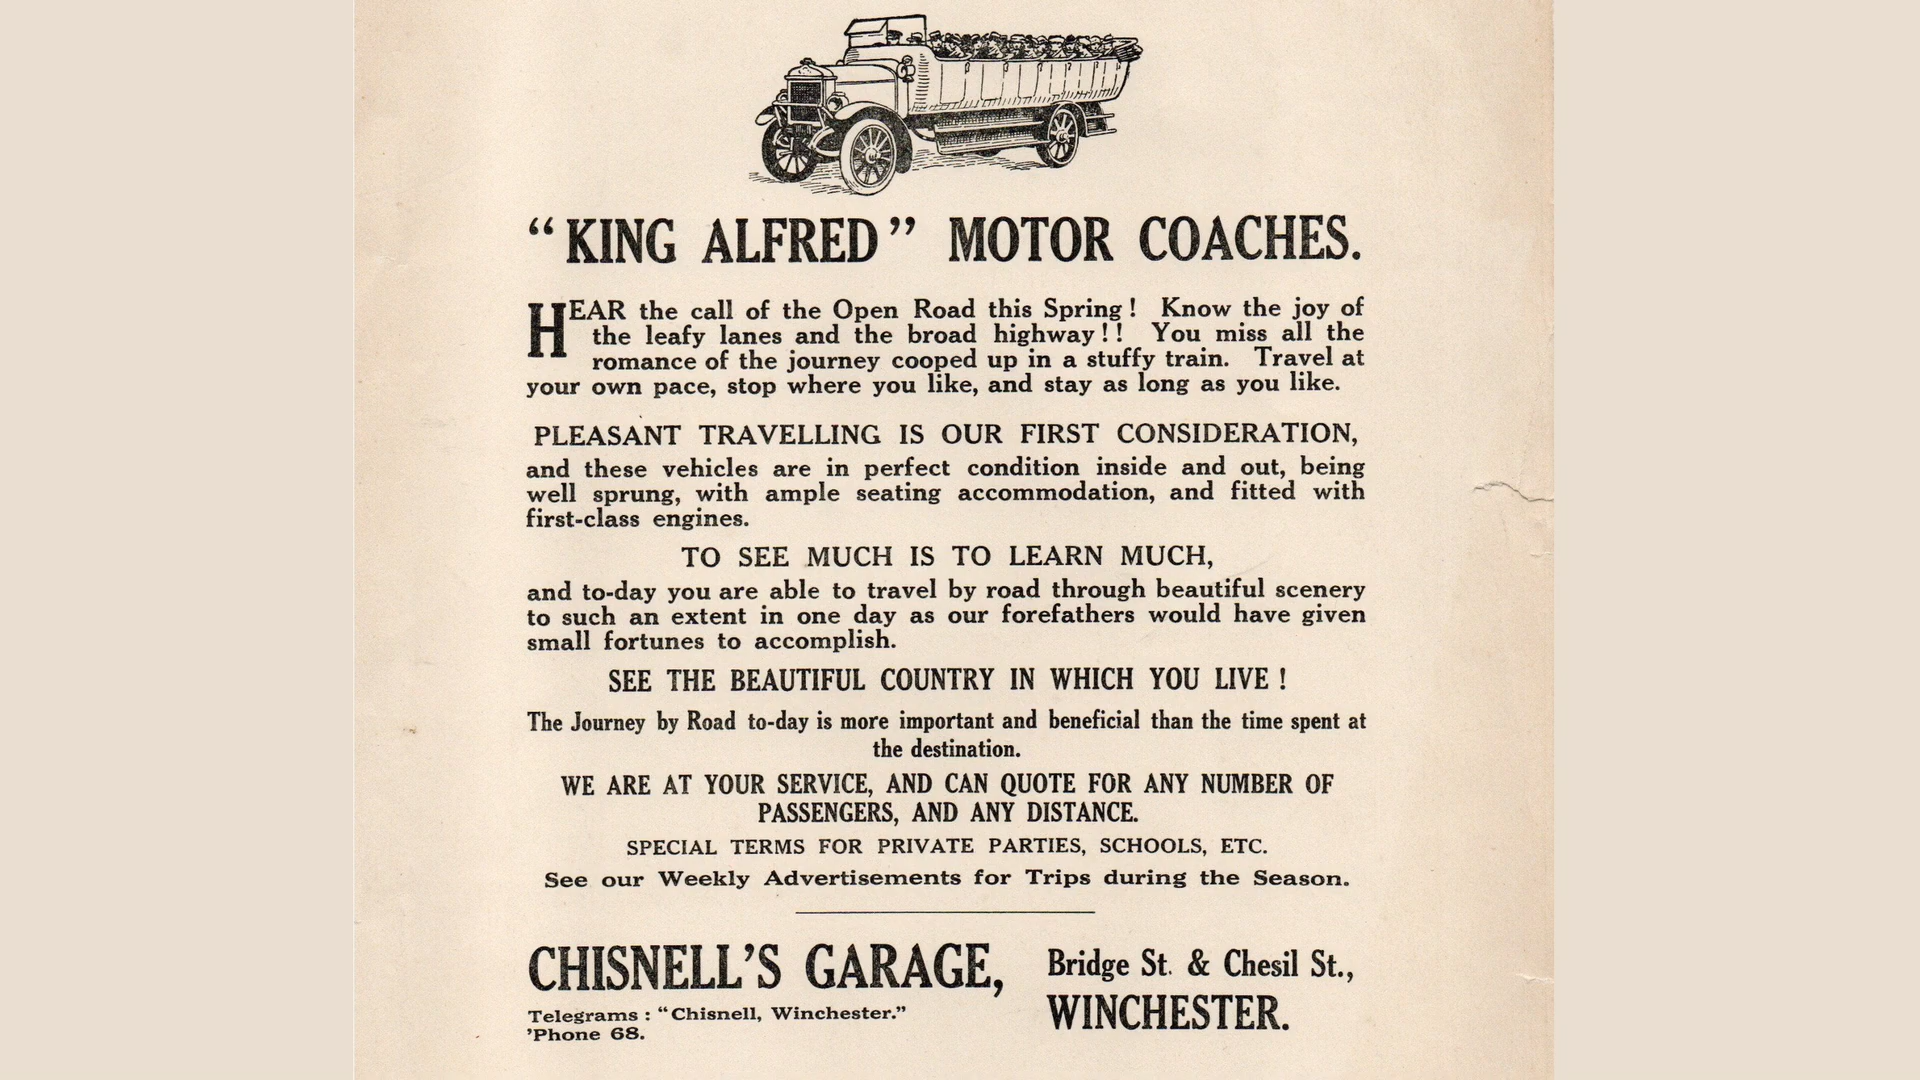 “KING ALFRED” MOTOR COACHES.
HEAR the call of the Open Road this Spring! Know the joy of
the leafy lanes and the broad highway!! You miss all the
romance of the journey cooped up in a stuffy train. Travel at
your own pace, stop where you like, and stay as long as you like.
PLEASANT TRAVELLING IS OUR FIRST CONSIDERATION,
and these vehicles are in perfect condition inside and out, being
well sprung, with ample seating accommodation, and fitted with
first-class engines.
TO SEE MUCH IS TO LEARN MUCH,
and to-day you are able to travel by road through beautiful scenery
to such an extent in one day as our forefathers would have given
small fortunes to accomplish.
SEE THE BEAUTIFUL COUNTRY IN WHICH YOU LIVE!
The Journey by Road to-day is more important and beneficial than the time spent at
the destination.
WE ARE AT YOUR SERVICE, AND CAN QUOTE FOR ANY NUMBER OF
PASSENGERS, AND ANY DISTANCE.
SPECIAL TERMS FOR PRIVATE PARTIES, SCHOOLS, ETC.
See our Weekly Advertisements for Trips during the Season.
CHISNELL’S GARAGE,
Telegrams: “Chisnell, Winchester.”
’Phone 68.
Bridge St. & Chesil St.,
WINCHESTER.